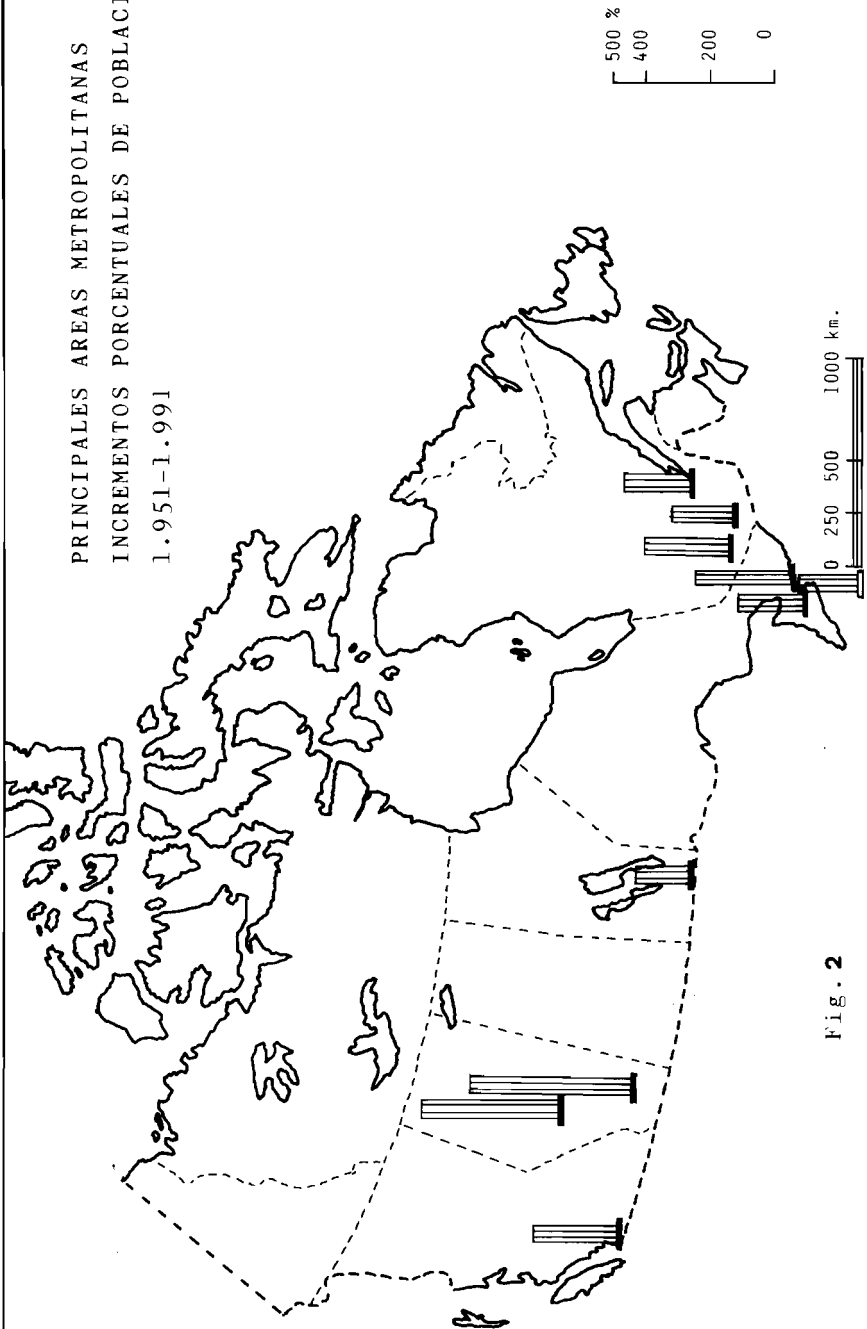 PRINCIPALES AREAS METROPOLITANAS
INCREMENTOS PORCENTUALES DE POBLACI
1.951-1.991
500 %
400
200
0
0 250 500 1000 km.
Fig. 2